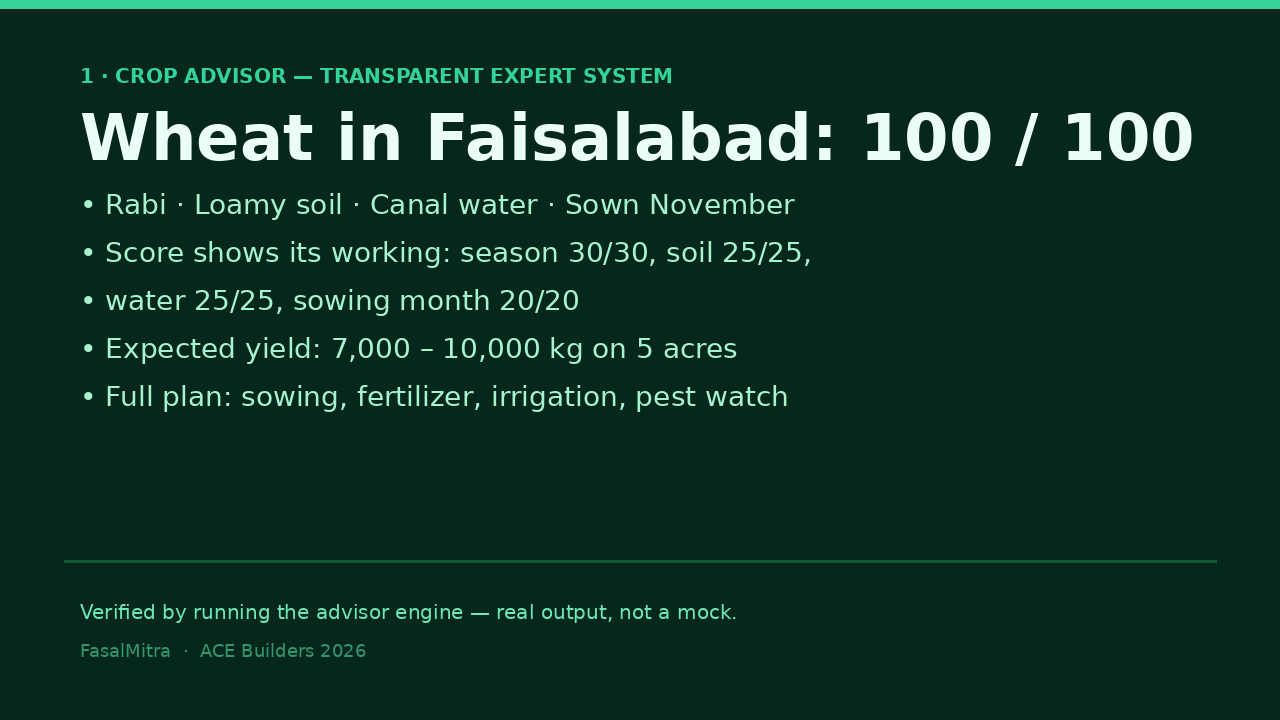 1 · CROP ADVISOR — TRANSPARENT EXPERT SYSTEM
Wheat in Faisalabad: 100 / 100
• Rabi · Loamy soil · Canal water · Sown November
• Score shows its working: season 30/30, soil 25/25,
• water 25/25, sowing month 20/20
• Expected yield: 7,000 – 10,000 kg on 5 acres
• Full plan: sowing, fertilizer, irrigation, pest watch
Verified by running the advisor engine — real output, not a mock.
FasalMitra · ACE Builders 2026